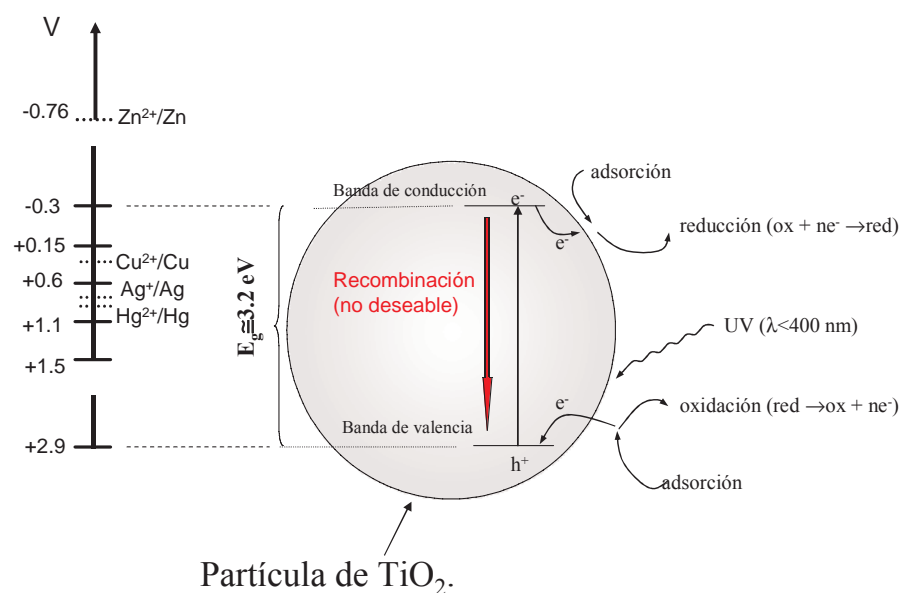 V
-0.76
Zn²⁺/Zn
-0.3
+0.15
Cu²⁺/Cu
+0.6
Ag⁺/Ag
Hg²⁺/Hg
+1.1
+1.5
+2.9
E₉≅3.2 eV
Banda de conducción
e⁻
e⁻
Recombinación
(no deseable)
Banda de valencia
e⁻
h⁺
adsorción
reducción (ox + ne⁻ →red)
UV (λ<400 nm)
oxidación (red →ox + ne⁻)
adsorción
Partícula de TiO₂.